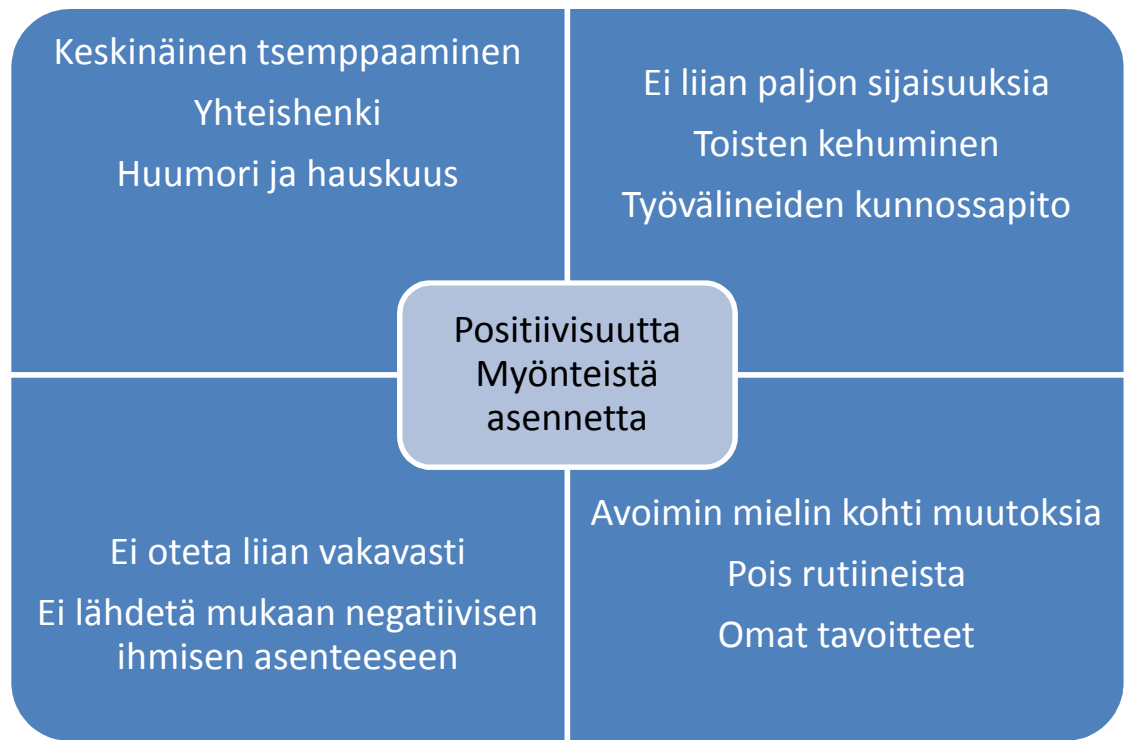 Keskinäinen tsemppaaminen
Yhteishenki
Huumori ja hauskuus
Ei liian paljon sijaisuuksia
Toisten kehuminen
Työvälineiden kunnossapito
Positiivisuutta
Myönteistä
asennetta
Ei oteta liian vakavasti
Ei lähdetä mukaan negatiivisen
ihmisen asenteeseen
Avoimin mielin kohti muutoksia
Pois rutiineista
Omat tavoitteet